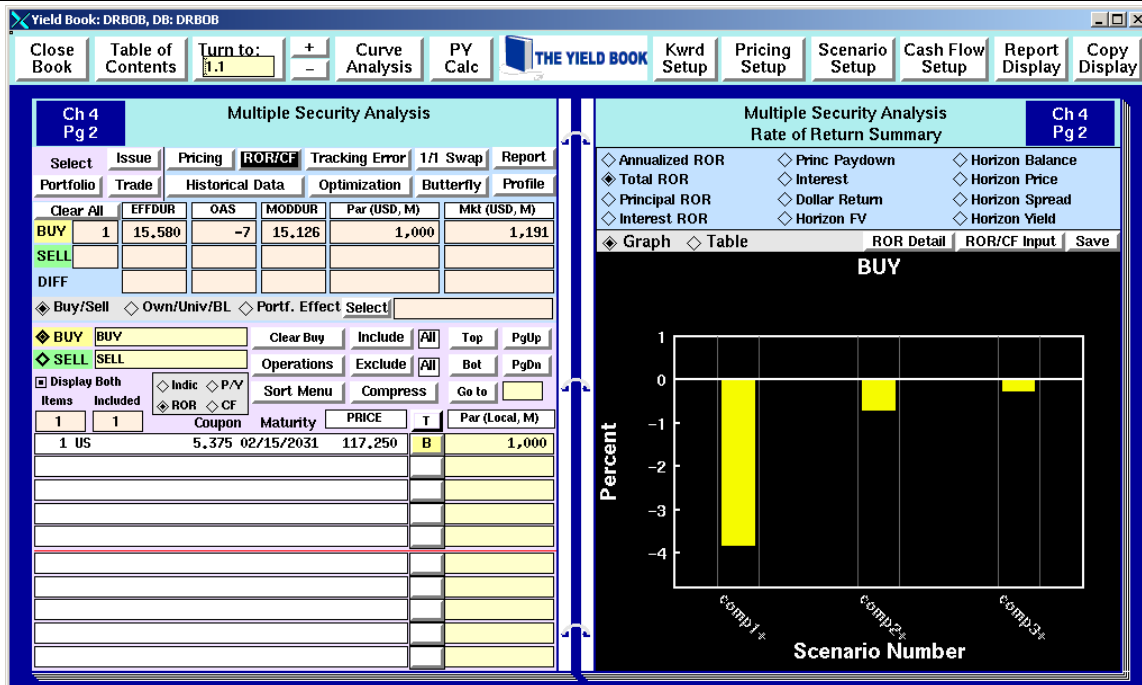 Yield Book: DRBOB, DB: DRBOB
Close Book
Table of Contents
Turn to:
1.1
+
-
Curve Analysis
PY Calc
THE YIELD BOOK
Kwrd Setup
Pricing Setup
Scenario Setup
Cash Flow Setup
Report Display
Copy Display
Ch 4
Pg 2
Multiple Security Analysis
Select Issue Pricing ROR/CF Tracking Error 1/1 Swap Report
Portfolio Trade Historical Data Optimization Butterfly Profile
Clear All EFFDUR OAS MODDUR Par (USD, M) Mkt (USD, M)
BUY 1 15.580 -7 15.126 1,000 1,191
SELL
DIFF
Buy/Sell Own/Univ/BL Portf. Effect Select
BUY BUY Clear Buy Include All Top PgUp
SELL SELL Operations Exclude All Bot PgDn
Display Both Indic P/Y Sort Menu Compress Go to
Items Included ROR CF
1 1 Coupon Maturity PRICE T Par (Local, M)
1 US 5.375 02/15/2031 117.250 B 1,000
Multiple Security Analysis
Rate of Return Summary
Ch 4
Pg 2
Annualized ROR Princ Paydown Horizon Balance
Total ROR Interest Horizon Price
Principal ROR Dollar Return Horizon Spread
Interest ROR Horizon FV Horizon Yield
Graph Table ROR Detail ROR/CF Input Save
BUY
1
0
-1
-2
-3
-4
Percent
comp1+ comp2+ comp3+
Scenario Number